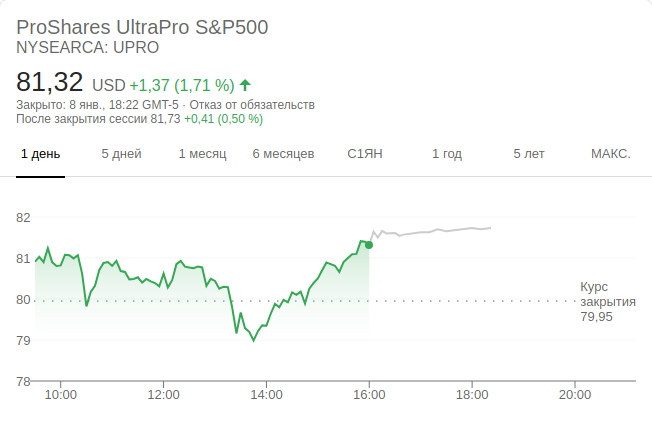 ProShares UltraPro S&P500
NYSEARCA: UPRO
81,32 USD +1,37 (1,71 %)
Закрыто: 8 янв., 18:22 GMT-5 · Отказ от обязательств
После закрытия сессии 81,73 +0,41 (0,50 %)
1 день 5 дней 1 месяц 6 месяцев С1ЯН 1 год 5 лет МАКС.
82
81
80
79
78
Курс
закрытия
79,95
10:00 12:00 14:00 16:00 18:00 20:00